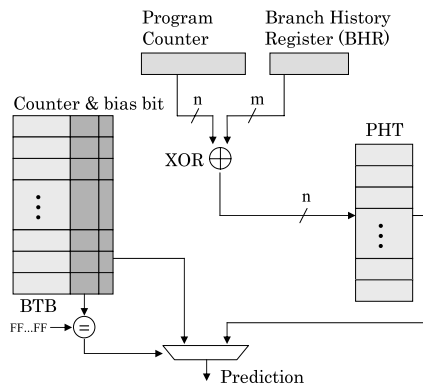 Program
Counter
Branch History
Register (BHR)
n
m
Counter & bias bit
PHT
XOR
n
BTB
FF...FF
=
Prediction